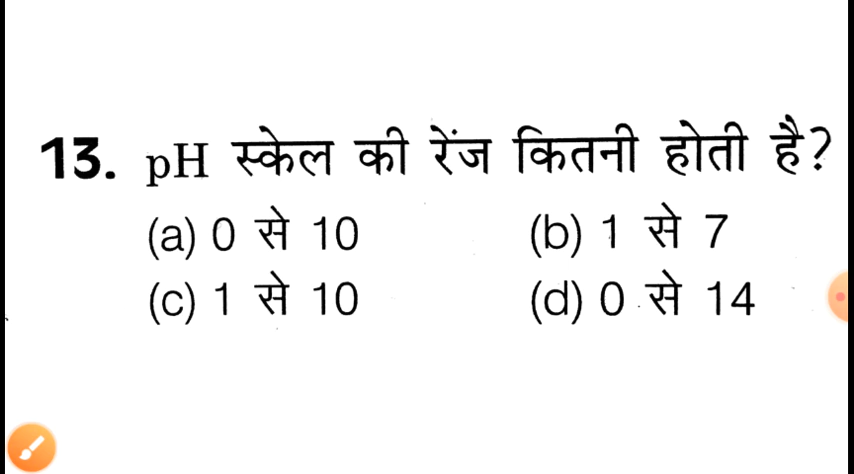 13. pH स्केल की रेंज कितनी होती है?
(a) 0 से 10 (b) 1 से 7
(c) 1 से 10 (d) 0 से 14